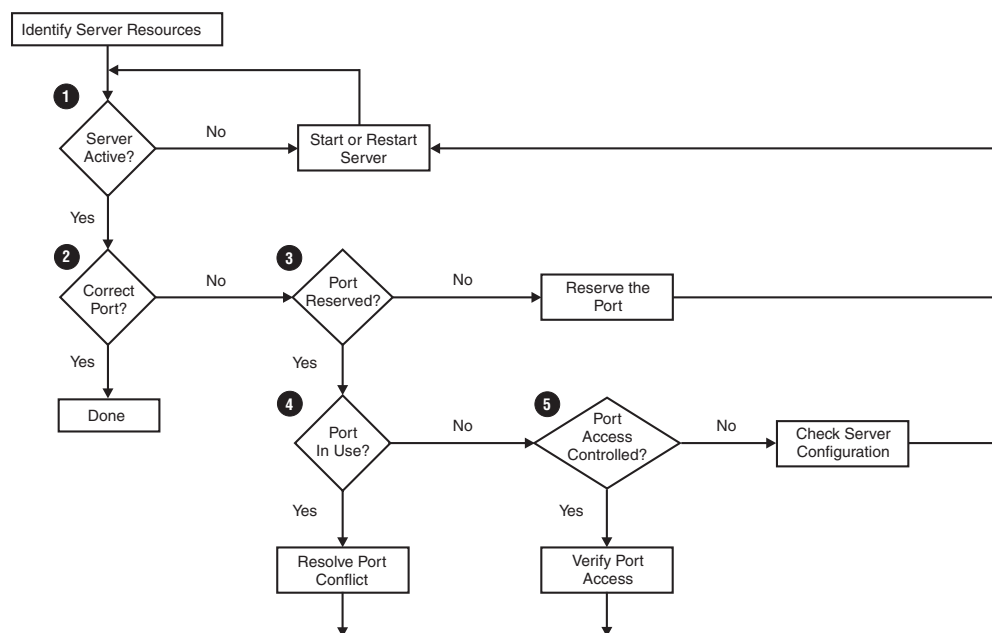 Identify Server Resources
1
Server
Active?
No
Start or Restart
Server
Yes
2
Correct
Port?
No
3
Port
Reserved?
No
Reserve the
Port
Yes
Done
Yes
4
Port
In Use?
No
5
Port
Access
Controlled?
No
Check Server
Configuration
Yes
Resolve Port
Conflict
Yes
Verify Port
Access